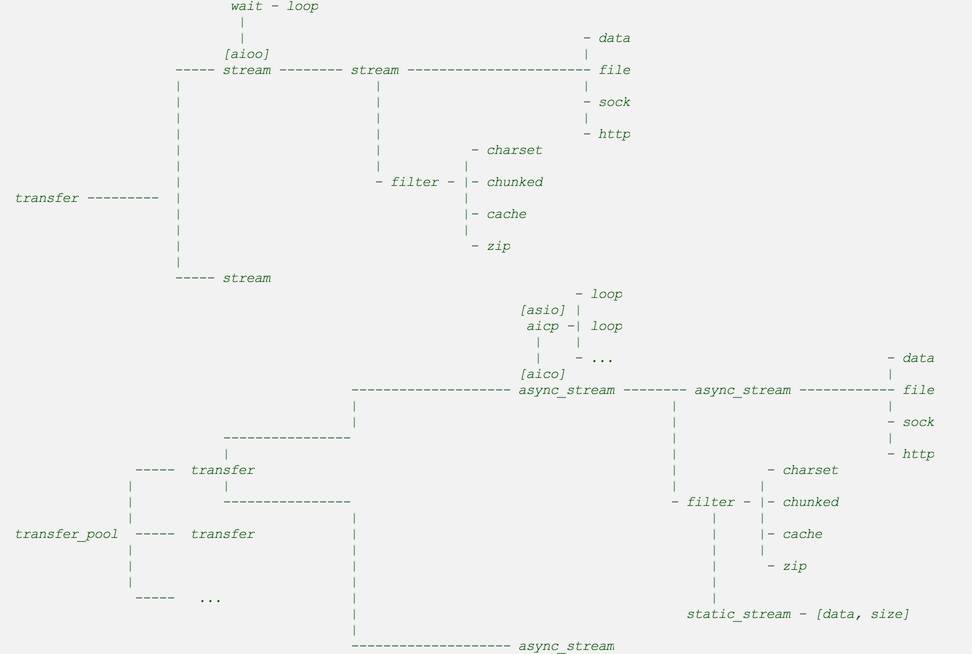 wait - loop
|
|
- data
[aioo] |
----- stream -------- stream ----------------------- file
| | |
| | - sock
| | |
| | - http
| | - charset
| | |
| - filter - |- chunked
transfer --------- | |
| |- cache
| |
| - zip
|
----- stream
- loop
[asio] |
aicp -| loop
| |
| - ... - data
[aico] |
-------------------- async_stream -------- async_stream ------------ file
| | |
| | - sock
---------------- | |
| | - http
----- transfer | - charset
| | | |
| ---------------- - filter - |- chunked
| | | |
transfer_pool ----- transfer | | |- cache
| | | |
| | | - zip
| | |
----- ... | |
| static_stream - [data, size]
|
-------------------- async_stream